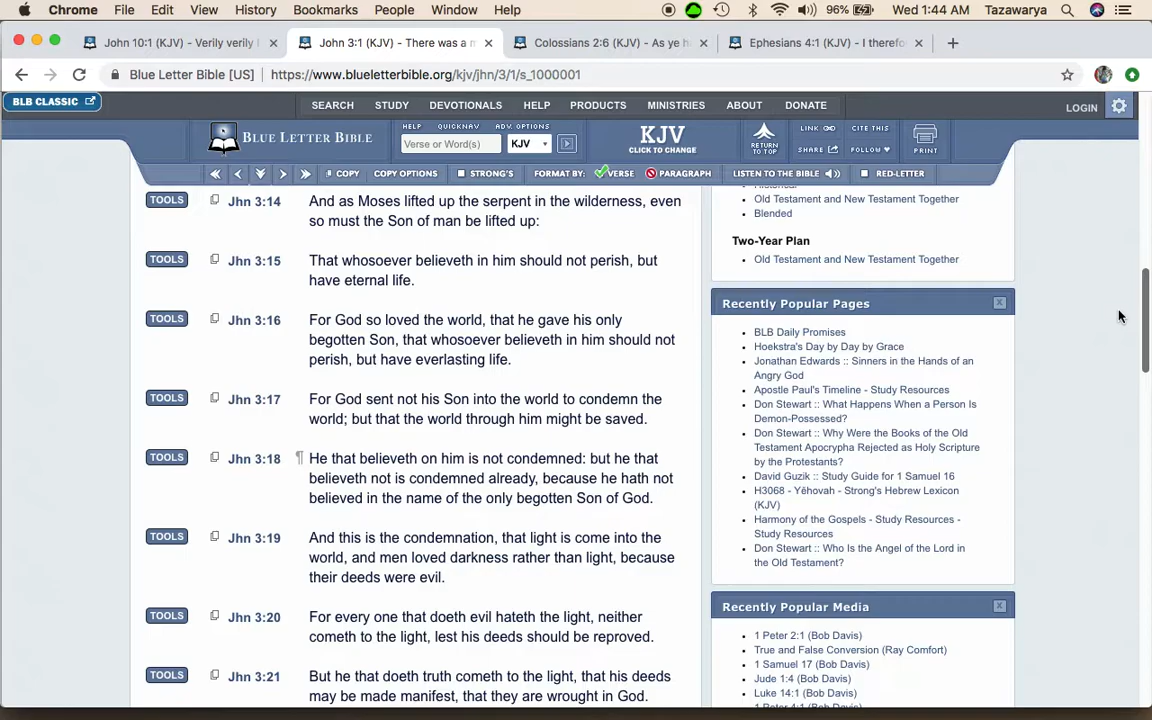 Chrome File Edit View History Bookmarks People Window Help 96% Wed 1:44 AM Tazawarya
John 10:1 (KJV) - Verily verily I
John 3:1 (KJV) - There was a m
Colossians 2:6 (KJV) - As ye h
Ephesians 4:1 (KJV) - I therefo
Blue Letter Bible [US] https://www.blueletterbible.org/kjv/jhn/3/1/s_1000001
BLB CLASSIC
SEARCH STUDY DEVOTIONALS HELP PRODUCTS MINISTRIES ABOUT DONATE LOGIN
BLUE LETTER BIBLE
HELP QUICKNAV ADV. OPTIONS
Verse or Word(s) KJV
KJV
CLICK TO CHANGE
RETURN TO TOP
LINK CITE THIS
SHARE FOLLOW
PRINT
COPY COPY OPTIONS STRONG'S FORMAT BY: VERSE PARAGRAPH LISTEN TO THE BIBLE RED-LETTER
TOOLS Jhn 3:14 And as Moses lifted up the serpent in the wilderness, even
so must the Son of man be lifted up:
TOOLS Jhn 3:15 That whosoever believeth in him should not perish, but
have eternal life.
TOOLS Jhn 3:16 For God so loved the world, that he gave his only
begotten Son, that whosoever believeth in him should not
perish, but have everlasting life.
TOOLS Jhn 3:17 For God sent not his Son into the world to condemn the
world; but that the world through him might be saved.
TOOLS Jhn 3:18 ¶ He that believeth on him is not condemned: but he that
believeth not is condemned already, because he hath not
believed in the name of the only begotten Son of God.
TOOLS Jhn 3:19 And this is the condemnation, that light is come into the
world, and men loved darkness rather than light, because
their deeds were evil.
TOOLS Jhn 3:20 For every one that doeth evil hateth the light, neither
cometh to the light, lest his deeds should be reproved.
TOOLS Jhn 3:21 But he that doeth truth cometh to the light, that his deeds
may be made manifest, that they are wrought in God.
Historical
Old Testament and New Testament Together
Blended
Two-Year Plan
Old Testament and New Testament Together
Recently Popular Pages
BLB Daily Promises
Hoekstra's Day by Day by Grace
Jonathan Edwards :: Sinners in the Hands of an
Angry God
Apostle Paul's Timeline - Study Resources
Don Stewart :: What Happens When a Person Is
Demon-Possessed?
Don Stewart :: Why Were the Books of the Old
Testament Apocrypha Rejected as Holy Scripture
by the Protestants?
David Guzik :: Study Guide for 1 Samuel 16
H3068 - Yĕhovah - Strong's Hebrew Lexicon
(KJV)
Harmony of the Gospels - Study Resources -
Study Resources
Don Stewart :: Who Is the Angel of the Lord in
the Old Testament?
Recently Popular Media
1 Peter 2:1 (Bob Davis)
True and False Conversion (Ray Comfort)
1 Samuel 17 (Bob Davis)
Jude 1:4 (Bob Davis)
Luke 14:1 (Bob Davis)
1 Peter 4:1 (Bob Davis)